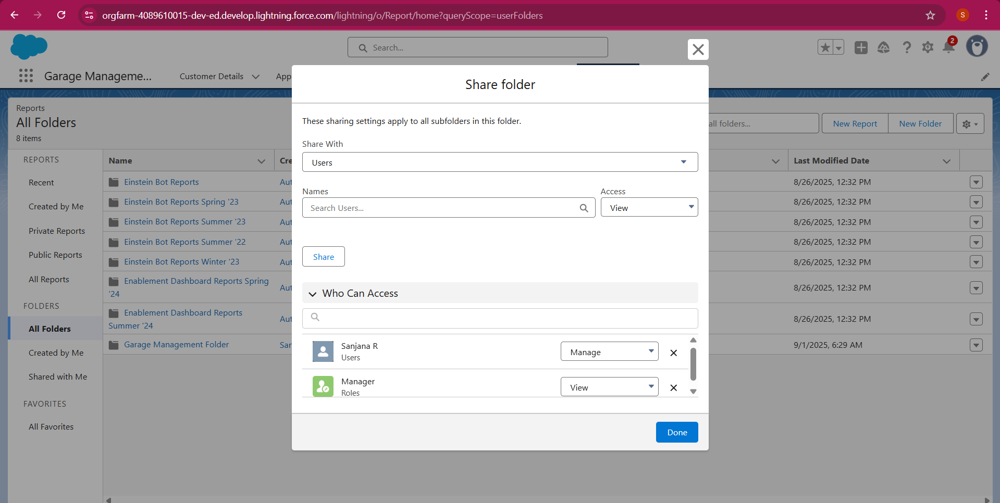 orgfarm-4089610015-dev-ed.develop.lightning.force.com/lightning/o/Report/home?queryScope=userFolders
S
Search...
2
Garage Manageme...
Customer Details
App
Share folder
Reports
All Folders
8 items
all folders...
New Report
New Folder
These sharing settings apply to all subfolders in this folder.
Share With
Users
Names
Access
Search Users...
View
Share
Who Can Access
Sanjana R
Users
Manage
Manager
Roles
View
Done
REPORTS
Recent
Created by Me
Private Reports
Public Reports
All Reports
FOLDERS
All Folders
Created by Me
Shared with Me
FAVORITES
All Favorites
Name
Cre
Last Modified Date
Einstein Bot Reports
Aut
8/26/2025, 12:32 PM
Einstein Bot Reports Spring '23
Aut
8/26/2025, 12:32 PM
Einstein Bot Reports Summer '23
Aut
8/26/2025, 12:32 PM
Einstein Bot Reports Summer '22
Aut
8/26/2025, 12:32 PM
Einstein Bot Reports Winter '23
Aut
8/26/2025, 12:32 PM
Enablement Dashboard Reports Spring
'24
Aut
8/26/2025, 12:32 PM
Enablement Dashboard Reports
Summer '24
Aut
8/26/2025, 12:32 PM
Garage Management Folder
San
9/1/2025, 6:29 AM